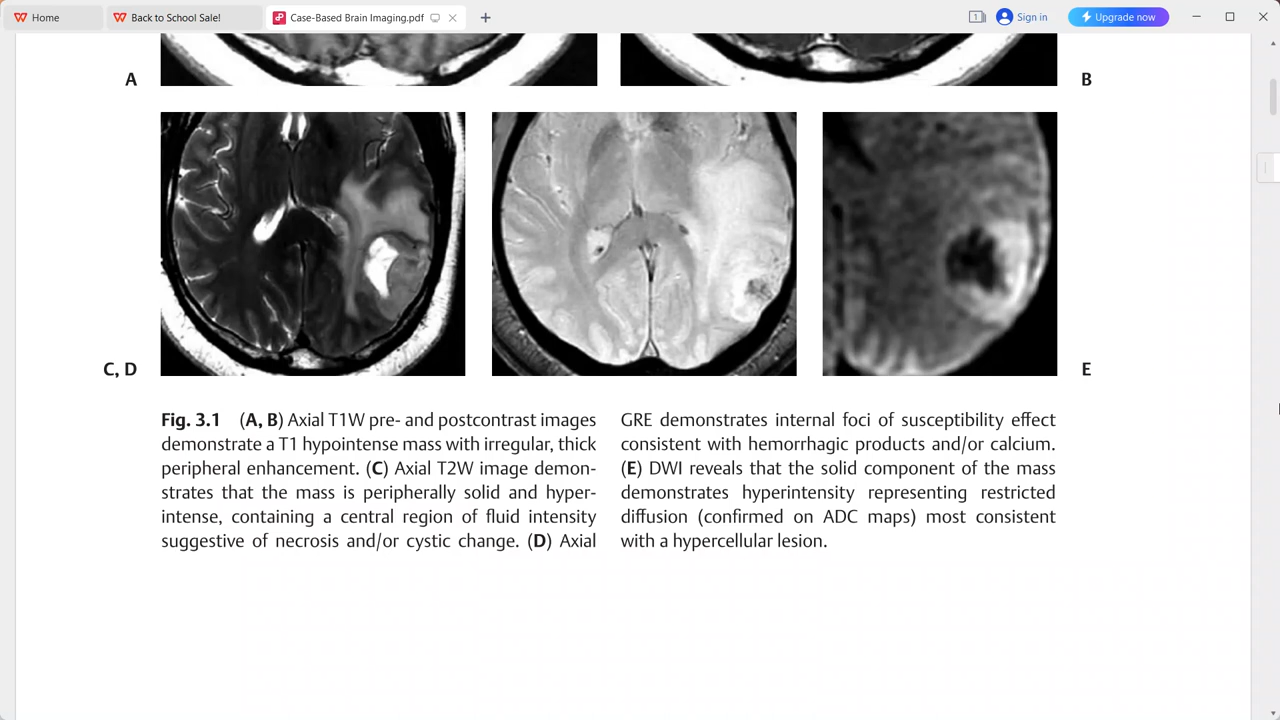 Home
Back to School Sale!
Case-Based Brain Imaging.pdf
1
Sign in
Upgrade now
A
B
C, D
E
Fig. 3.1 (A, B) Axial T1W pre- and postcontrast images
demonstrate a T1 hypointense mass with irregular, thick
peripheral enhancement. (C) Axial T2W image demon-
strates that the mass is peripherally solid and hyper-
intense, containing a central region of fluid intensity
suggestive of necrosis and/or cystic change. (D) Axial
GRE demonstrates internal foci of susceptibility effect
consistent with hemorrhagic products and/or calcium.
(E) DWI reveals that the solid component of the mass
demonstrates hyperintensity representing restricted
diffusion (confirmed on ADC maps) most consistent
with a hypercellular lesion.